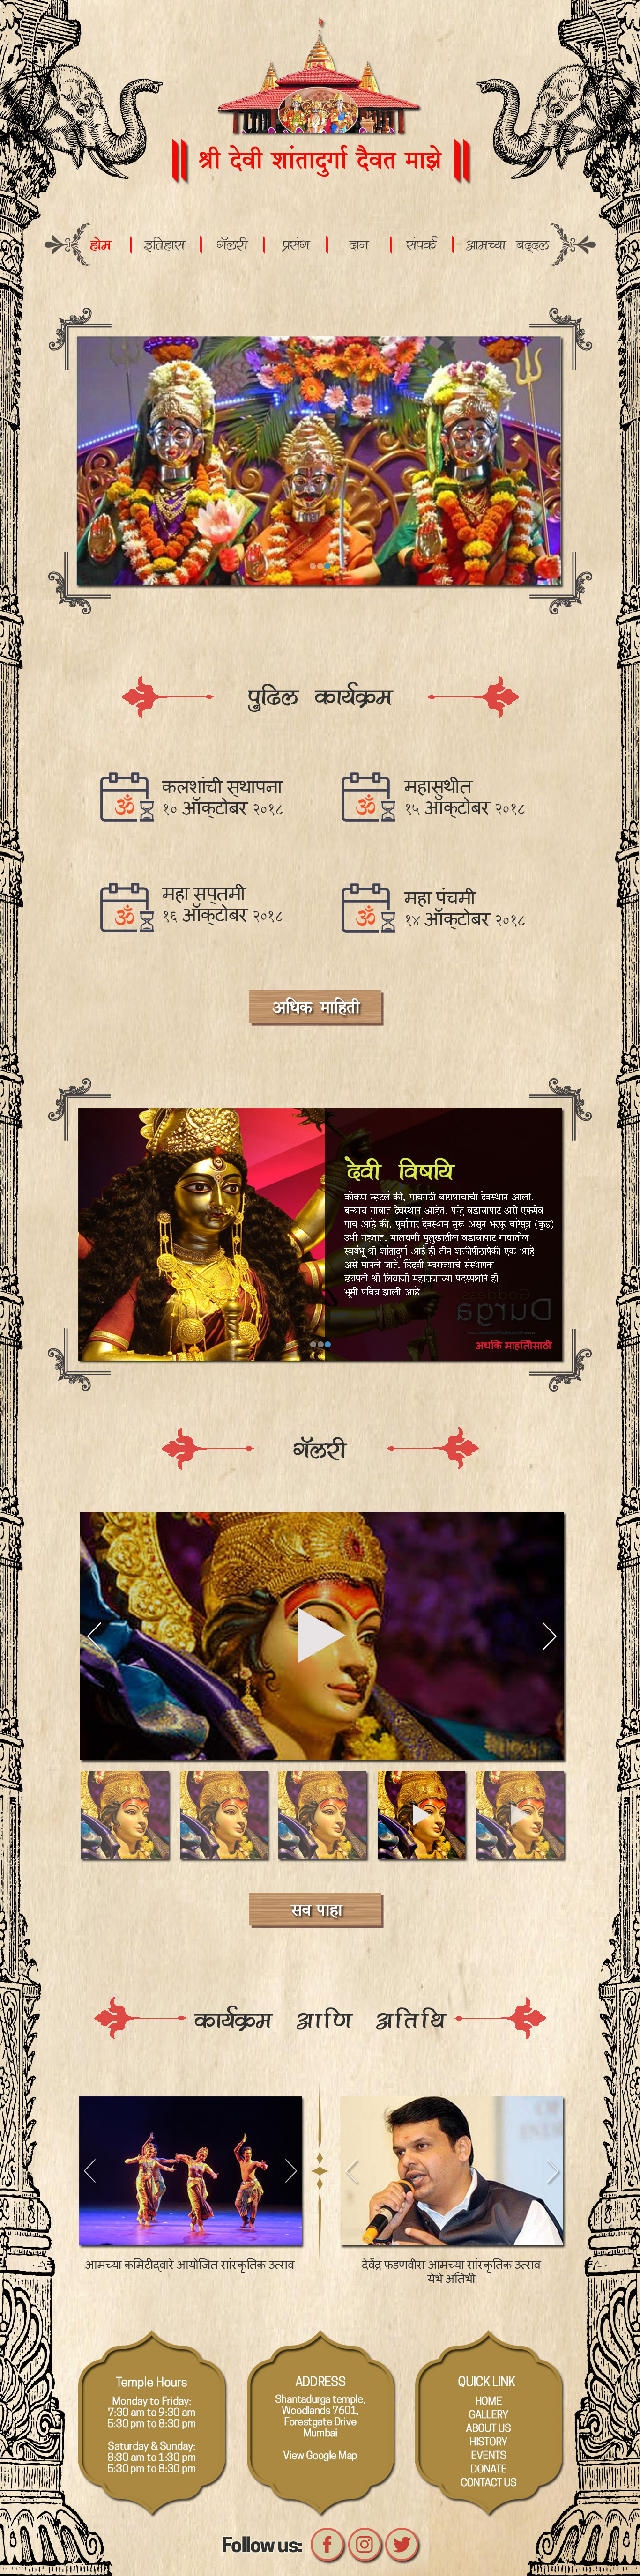 श्री देवी शांतादुर्गा दैवत माझे
होम इतिहास गॅलरी प्रसंग दान संपर्क आमच्या बद्दल
पुढिल कार्यक्रम
कलशांची स्थापना
१० ऑक्टोबर २०१८
महासुथीत
१५ ऑक्टोबर २०१८
महा सप्तमी
१६ ऑक्टोबर २०१८
महा पंचमी
१४ ऑक्टोबर २०१८
अधिक माहिती
देवी विषयि
कोकण म्हटलं की, गावराठी बारापाचाची देवस्थानं आली.
बऱ्याच गावात देवस्थान आहेत, परंतु वडाचापाट असे एकमेव
गाव आहे की, पूर्वापार देवस्थान सुरू असून भरपूर वांसूत्र (कुढ)
उभी राहतात. मालवणी मुलुखातील वडाचापाट गावातील
स्वयंभू श्री शांतादुर्गा आई ही तीन शक्तीपीठांपैकी एक आहे
असे मानले जाते. हिंदवी स्वराज्याचे संस्थापक
छत्रपती श्री शिवाजी महाराजांच्या पदस्पर्शाने ही
भूमी पवित्र झाली आहे.
Goddess
Durga
अधकि माहतिीसाठी
गॅलरी
सव पाहा
कार्यक्रम आणि अतिथि
आमच्या कमिटीद्वारे आयोजित सांस्कृतिक उत्सव
देवेंद्र फडणवीस आमच्या सांस्कृतिक उत्सव
येथे अतिथी
Temple Hours
Monday to Friday:
7:30 am to 9:30 am
5:30 pm to 8:30 pm
Saturday & Sunday:
8:30 am to 1:30 pm
5:30 pm to 8:30 pm
ADDRESS
Shantadurga temple,
Woodlands 7601,
Forestgate Drive
Mumbai
View Google Map
QUICK LINK
HOME
GALLERY
ABOUT US
HISTORY
EVENTS
DONATE
CONTACT US
Follow us: